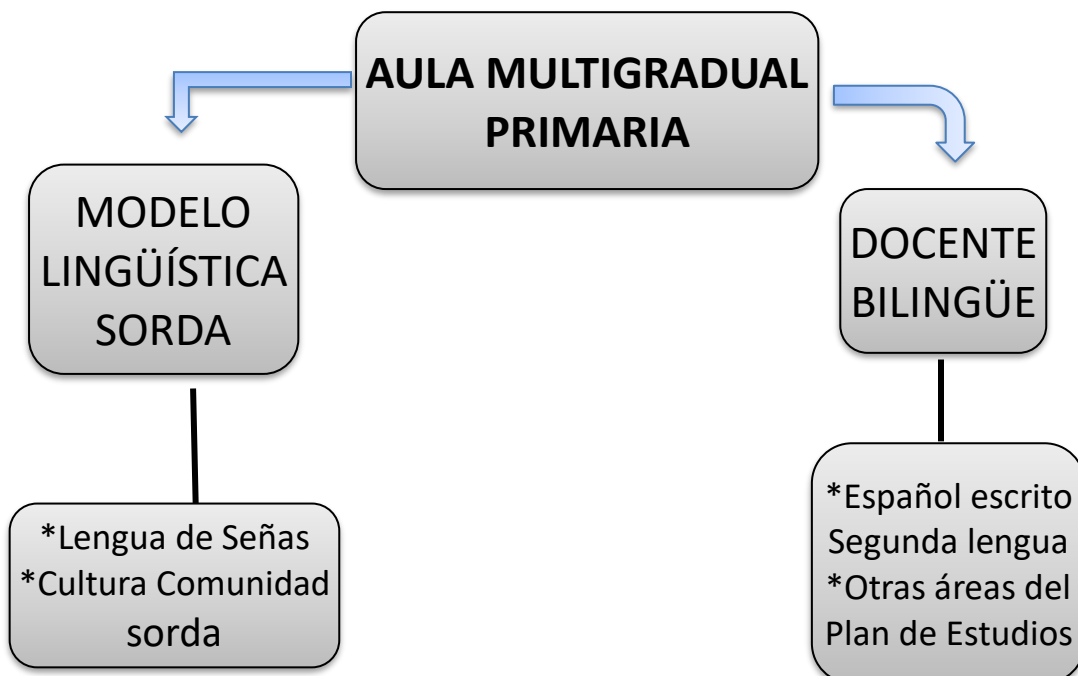 AULA MULTIGRADUAL
PRIMARIA
MODELO
LINGÜÍSTICA
SORDA
DOCENTE
BILINGÜE
*Lengua de Señas
*Cultura Comunidad
sorda
*Español escrito
Segunda lengua
*Otras áreas del
Plan de Estudios